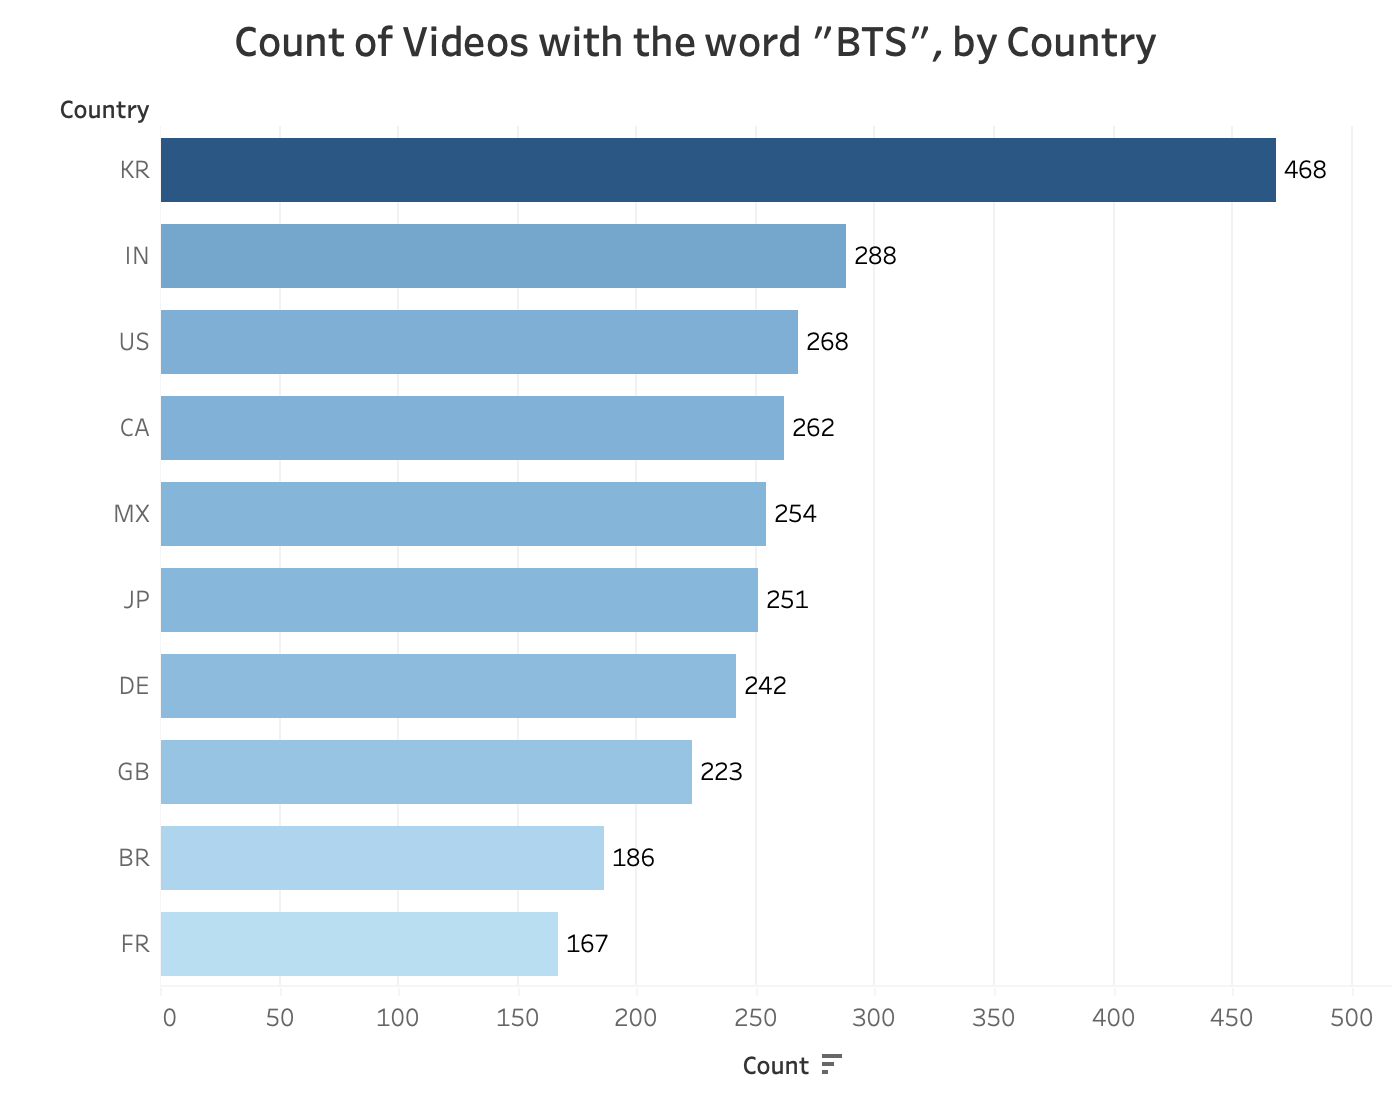 Count of Videos with the word ”BTS”, by Country
Country
KR 468
IN 288
US 268
CA 262
MX 254
JP 251
DE 242
GB 223
BR 186
FR 167
0 50 100 150 200 250 300 350 400 450 500
Count